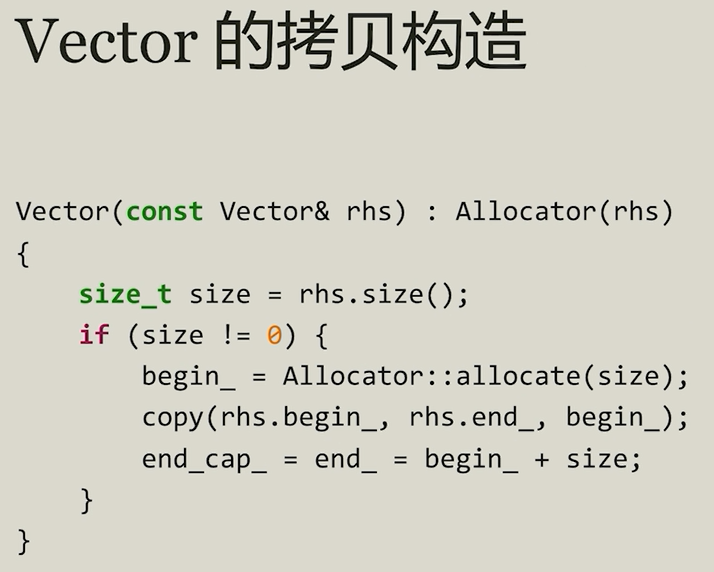 Vector 的拷贝构造
Vector(const Vector& rhs) : Allocator(rhs)
{
    size_t size = rhs.size();
    if (size != 0) {
        begin_ = Allocator::allocate(size);
        copy(rhs.begin_, rhs.end_, begin_);
        end_cap_ = end_ = begin_ + size;
    }
}